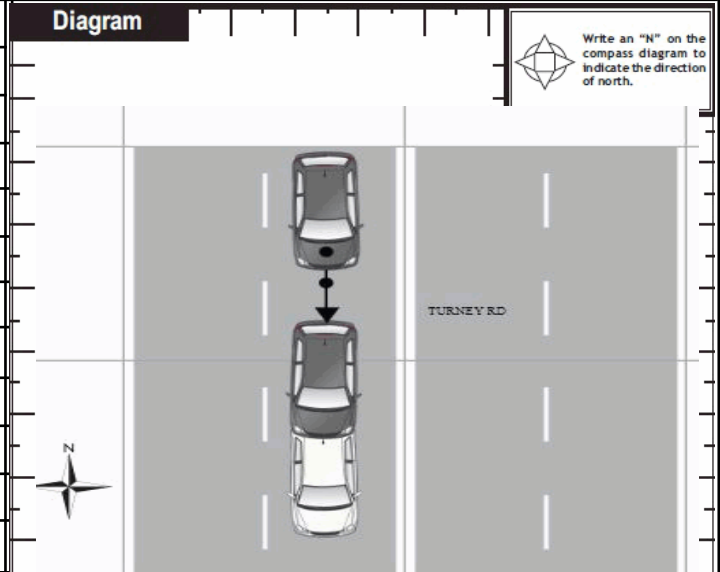 Diagram
Write an “N” on the
compass diagram to
indicate the direction
of north.
TURNEY RD
N